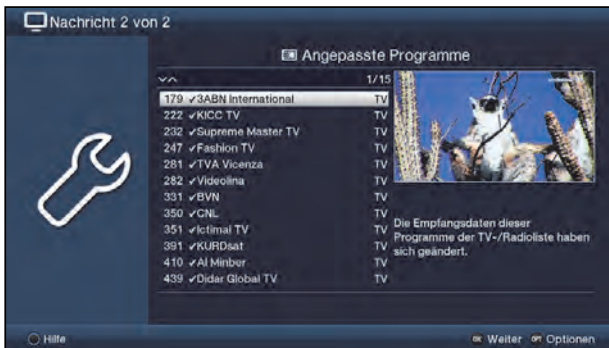 Nachricht 2 von 2
Angepasste Programme
1/15
179 ✓3ABN International TV
222 ✓KICC TV TV
232 ✓Supreme Master TV TV
247 ✓Fashion TV TV
281 ✓TVA Vicenza TV
282 ✓Videolina TV
331 ✓BVN TV
350 ✓CNL TV
351 ✓Ictimal TV TV
391 ✓KURDsat TV
410 ✓Al Minber TV
439 ✓Didar Global TV TV
Die Empfangsdaten dieser
Programme der TV-/Radioliste haben
sich geändert.
Hilfe
OK Weiter OPT Optionen